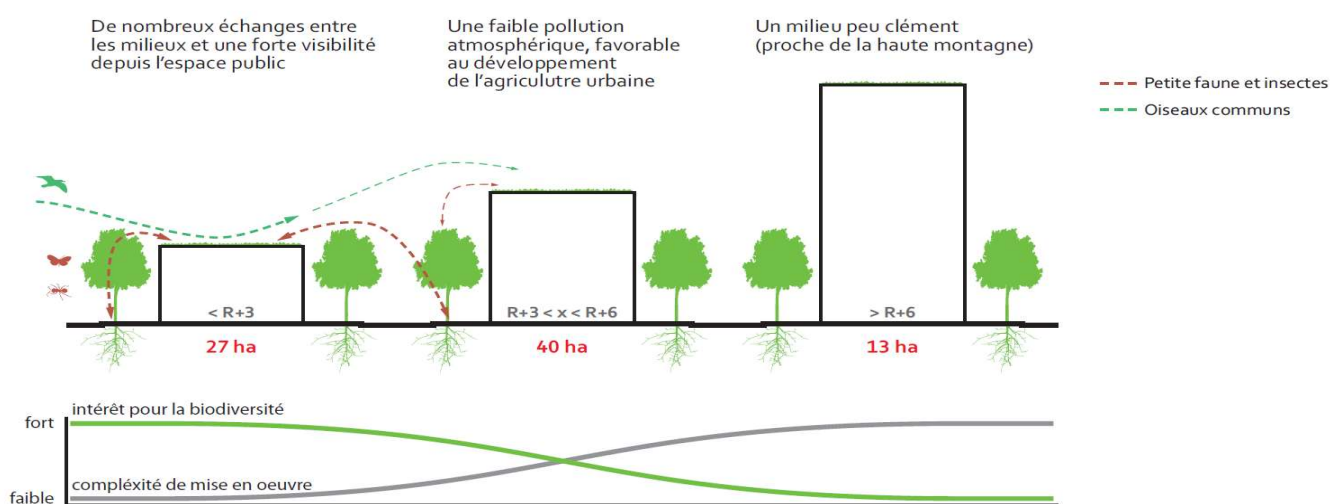 De nombreux échanges entre
les milieux et une forte visibilité
depuis l'espace public
Une faible pollution
atmosphérique, favorable
au développement
de l'agriculutre urbaine
Un milieu peu clément
(proche de la haute montagne)
Petite faune et insectes
Oiseaux communs
< R+3
R+3 < x < R+6
> R+6
27 ha
40 ha
13 ha
intérêt pour la biodiversité
fort
compléxité de mise en oeuvre
faible